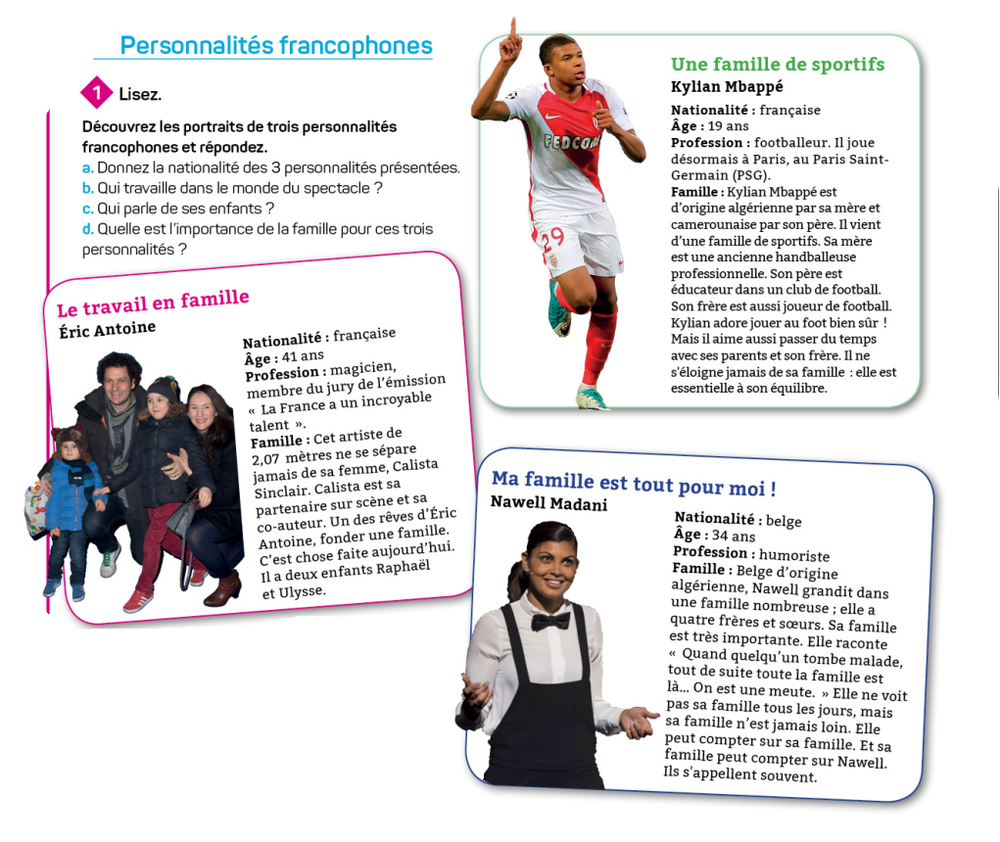 Personnalités francophones
1 Lisez.
Découvrez les portraits de trois personnalités
francophones et répondez.
a. Donnez la nationalité des 3 personnalités présentées.
b. Qui travaille dans le monde du spectacle ?
c. Qui parle de ses enfants ?
d. Quelle est l'importance de la famille pour ces trois
personnalités ?
Le travail en famille
Éric Antoine
Nationalité : française
Âge : 41 ans
Profession : magicien,
membre du jury de l'émission
« La France a un incroyable
talent ».
Famille : Cet artiste de
2,07 mètres ne se sépare
jamais de sa femme, Calista
Sinclair. Calista est sa
partenaire sur scène et sa
co-auteur. Un des rêves d'Éric
Antoine, fonder une famille.
C'est chose faite aujourd'hui.
Il a deux enfants Raphaël
et Ulysse.
Une famille de sportifs
Kylian Mbappé
Nationalité : française
Âge : 19 ans
Profession : footballeur. Il joue
désormais à Paris, au Paris Saint-
Germain (PSG).
Famille : Kylian Mbappé est
d'origine algérienne par sa mère et
camerounaise par son père. Il vient
d'une famille de sportifs. Sa mère
est une ancienne handballeuse
professionnelle. Son père est
éducateur dans un club de football.
Son frère est aussi joueur de football.
Kylian adore jouer au foot bien sûr !
Mais il aime aussi passer du temps
avec ses parents et son frère. Il ne
s'éloigne jamais de sa famille : elle est
essentielle à son équilibre.
FEDCOM
29
Ma famille est tout pour moi !
Nawell Madani
Nationalité : belge
Âge : 34 ans
Profession : humoriste
Famille : Belge d'origine
algérienne, Nawell grandit dans
une famille nombreuse ; elle a
quatre frères et sœurs. Sa famille
est très importante. Elle raconte
« Quand quelqu'un tombe malade,
tout de suite toute la famille est
là... On est une meute. » Elle ne voit
pas sa famille tous les jours, mais
sa famille n'est jamais loin. Elle
peut compter sur sa famille. Et sa
famille peut compter sur Nawell.
Ils s'appellent souvent.